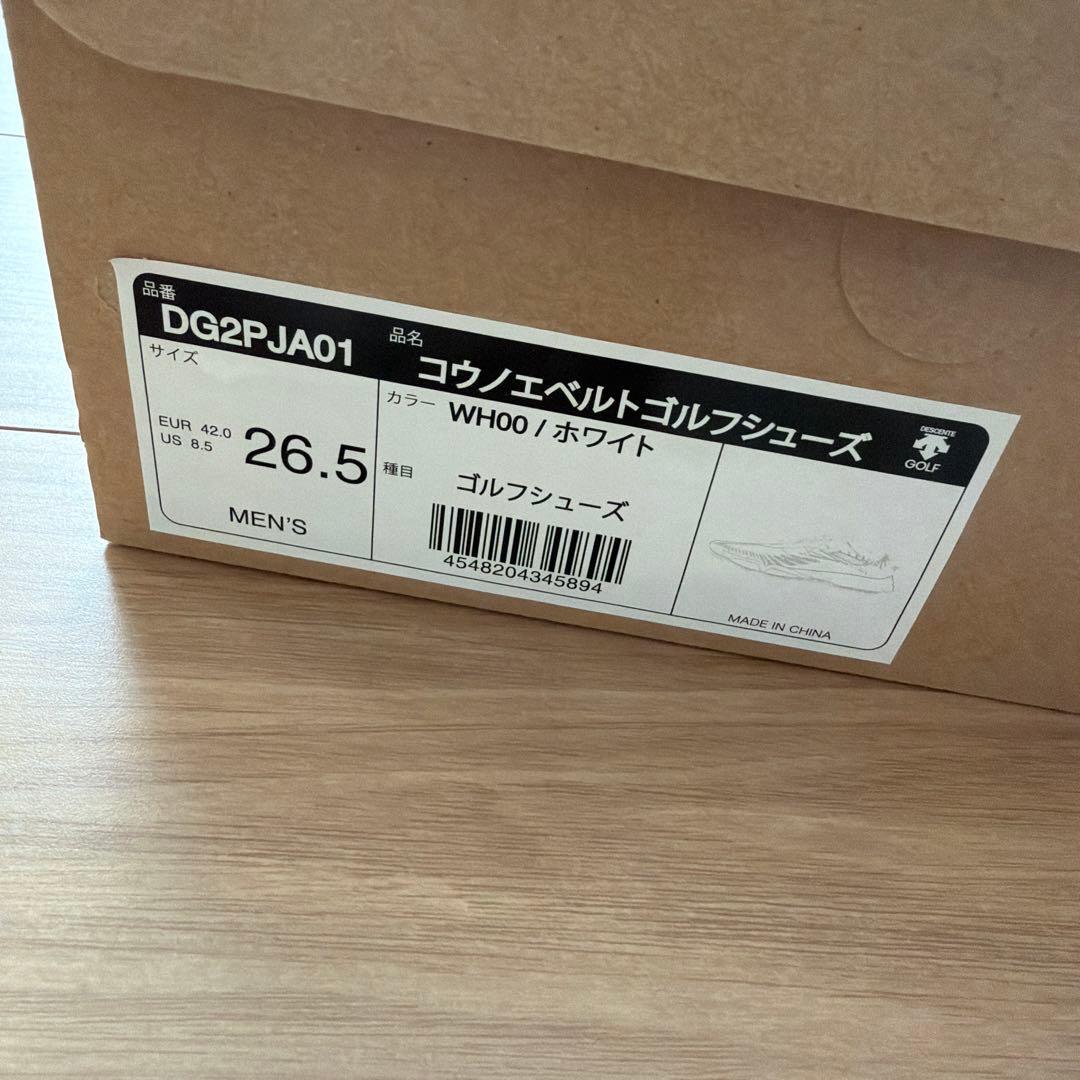 品番
DG2PJA01
品名
コウノエベルトゴルフシューズ
サイズ
EUR 42.0
US 8.5
26.5
MEN'S
カラー
WH00 / ホワイト
種目
ゴルフシューズ
4548204345894
DESCENTE
GOLF
MADE IN CHINA